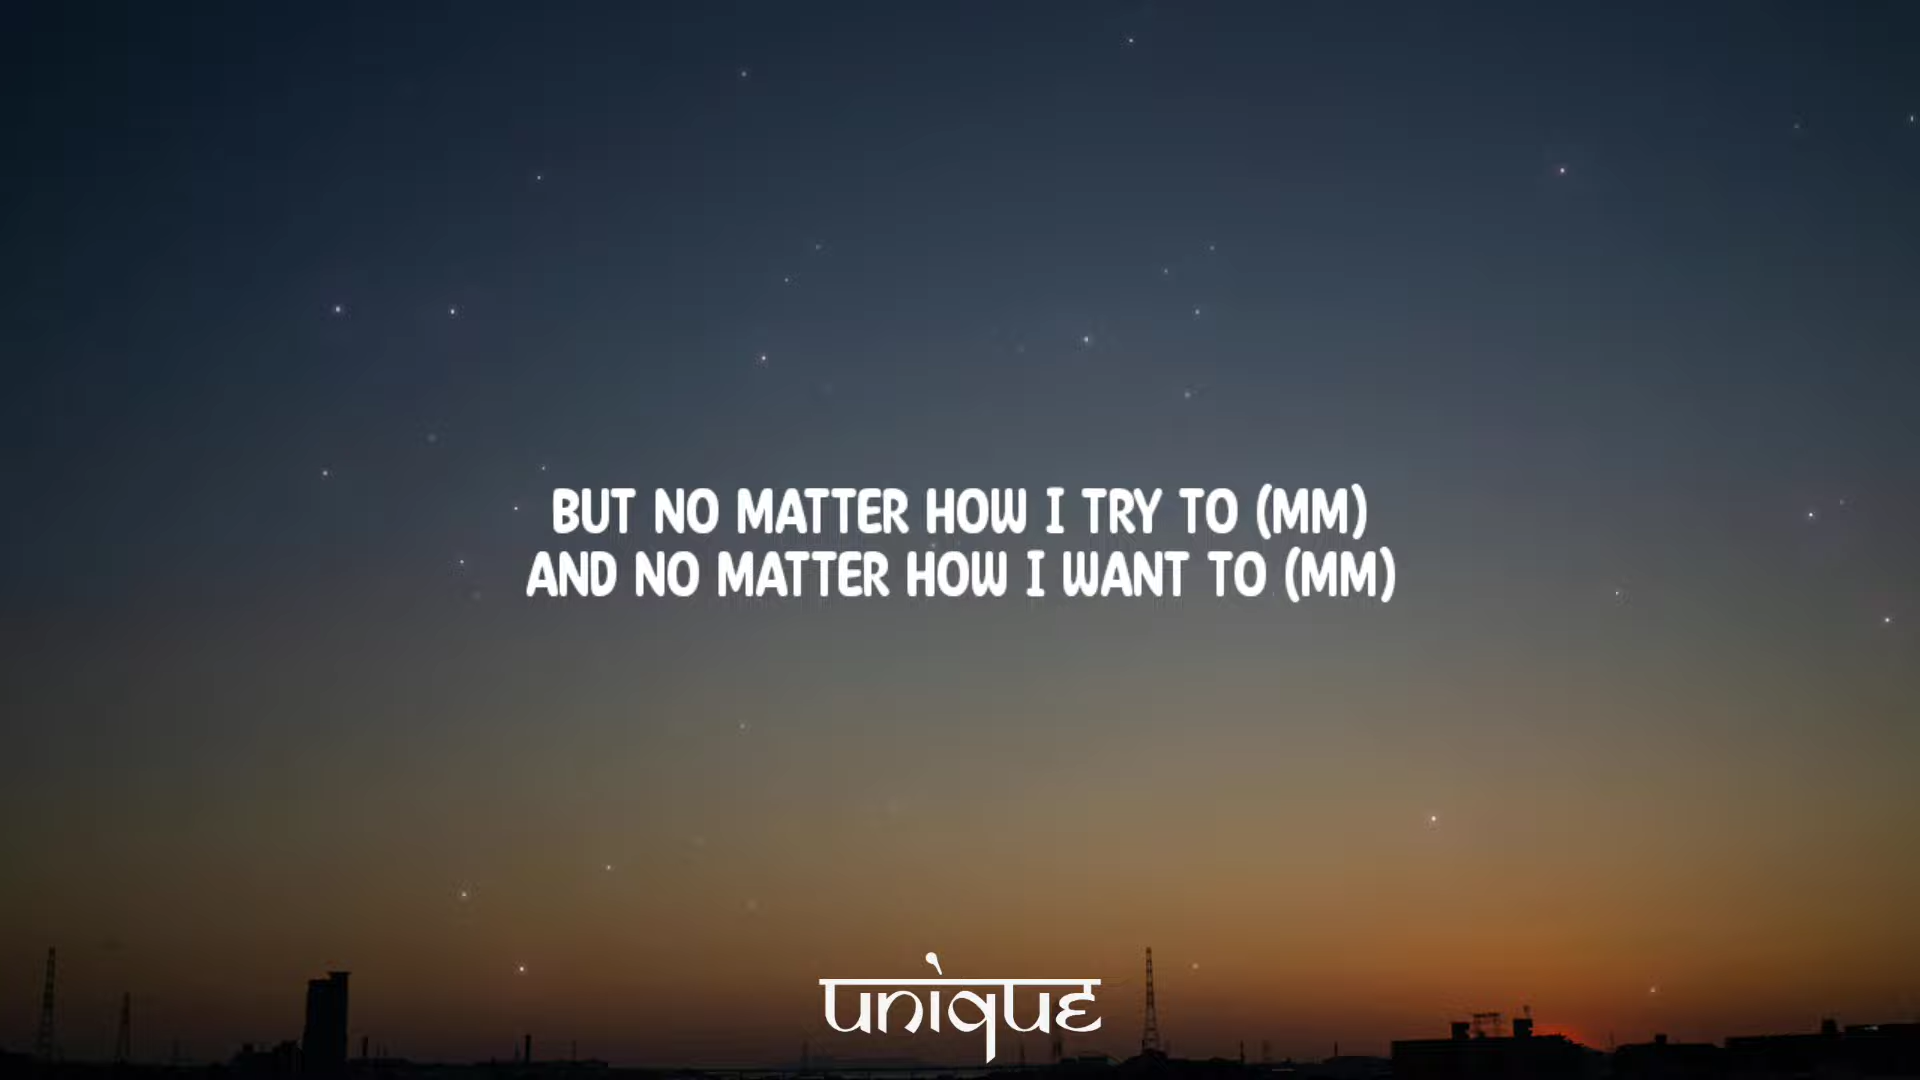 BUT NO MATTER HOW I TRY TO (MM)
AND NO MATTER HOW I WANT TO (MM)
unique